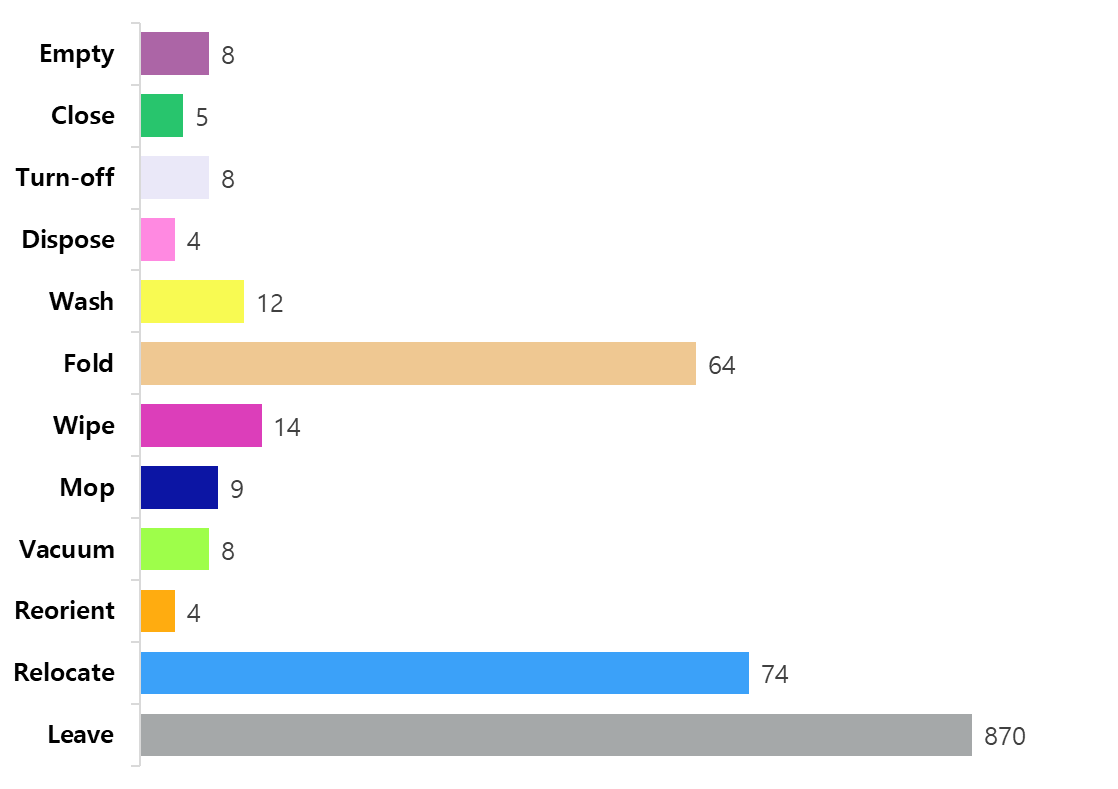 Empty 8
Close 5
Turn-off 8
Dispose 4
Wash 12
Fold 64
Wipe 14
Mop 9
Vacuum 8
Reorient 4
Relocate 74
Leave 870